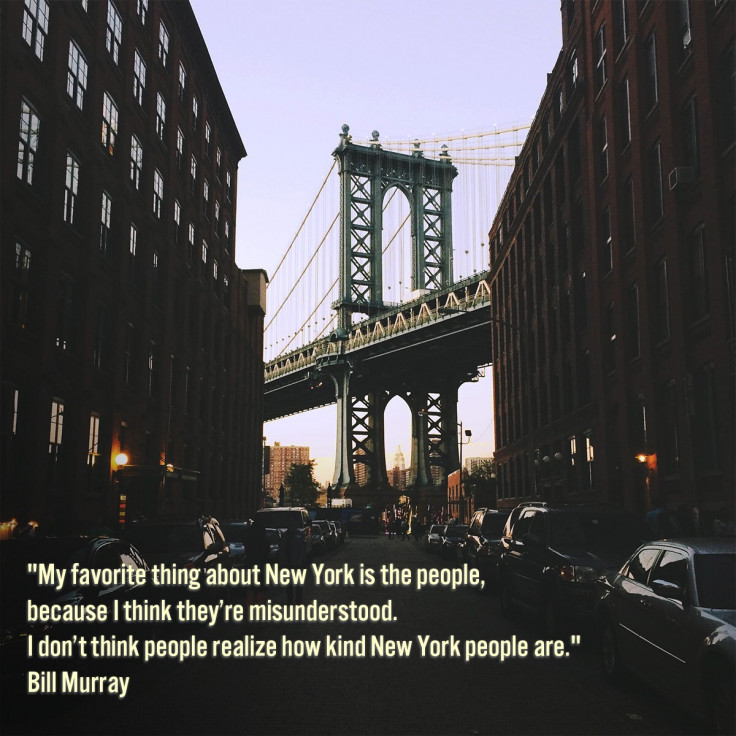 "My favorite thing about New York is the people,
because I think they're misunderstood.
I don't think people realize how kind New York people are."
Bill Murray